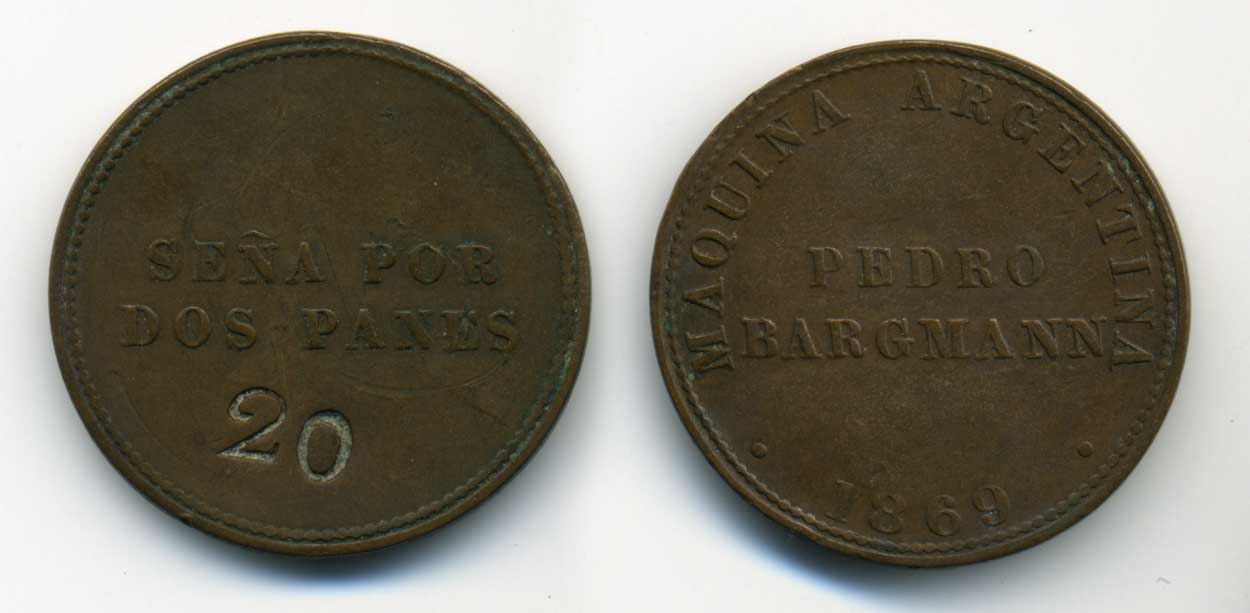 SEÑA POR
DOS PANES
20
MAQUINA ARGENTINA
PEDRO
BARGMANN
1869